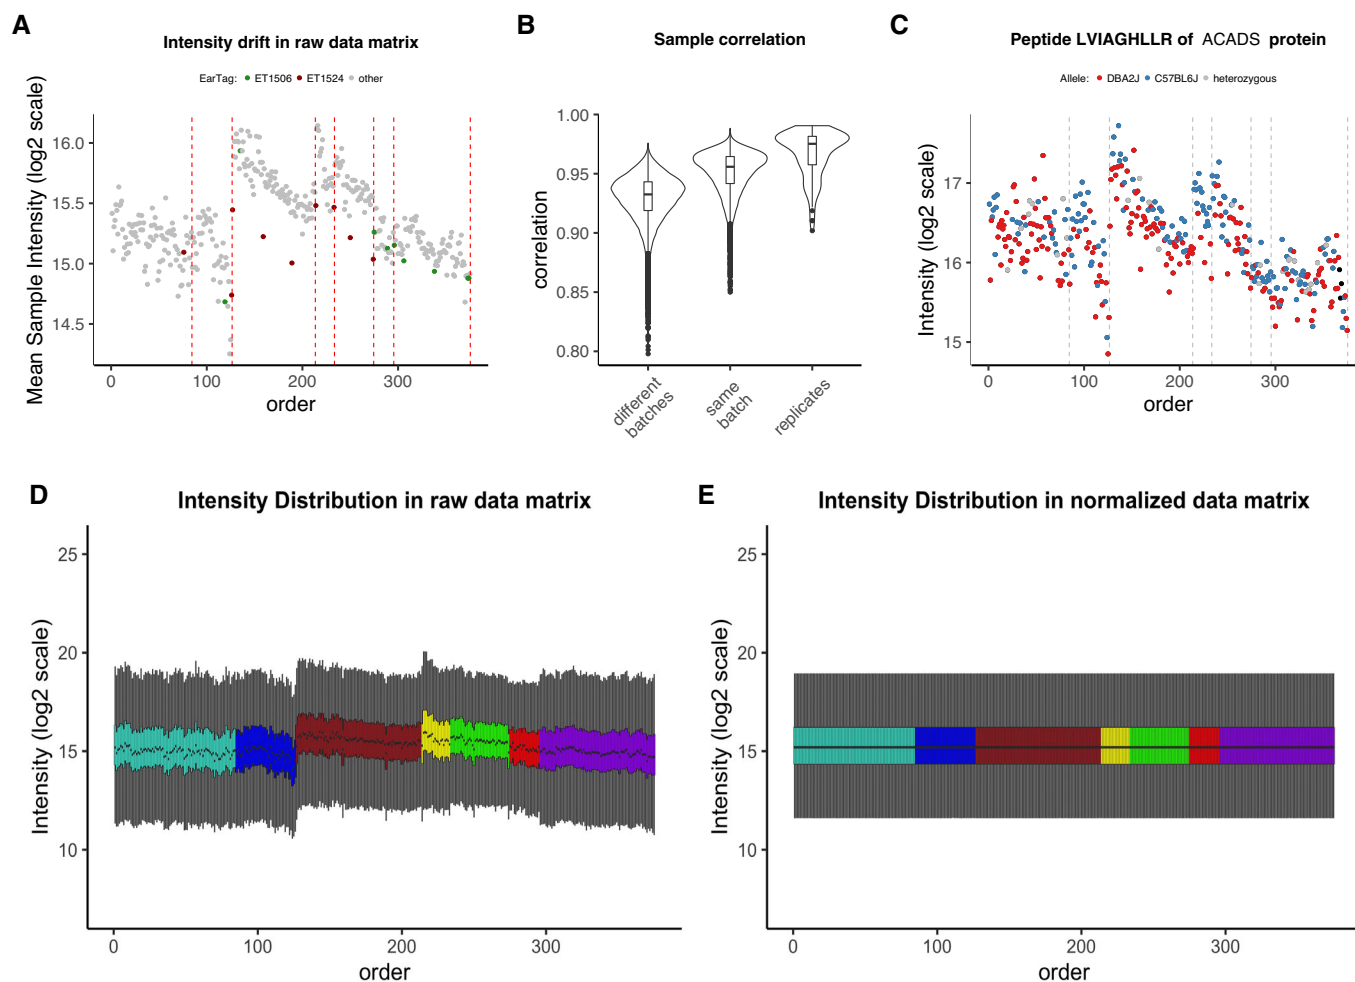 A
Intensity drift in raw data matrix
EarTag: ET1506 ET1524 other
Mean Sample Intensity (log2 scale)
16.0
15.5
15.0
14.5
0 100 200 300
order
B
Sample correlation
correlation
1.00
0.95
0.90
0.85
0.80
different
batches
same
batch
replicates
C
Peptide LVIAGHLLR of ACADS protein
Allele: DBA2J C57BL6J heterozygous
Intensity (log2 scale)
17
16
15
0 100 200 300
order
D
Intensity Distribution in raw data matrix
Intensity (log2 scale)
25
20
15
10
0 100 200 300
order
E
Intensity Distribution in normalized data matrix
Intensity (log2 scale)
25
20
15
10
0 100 200 300
order